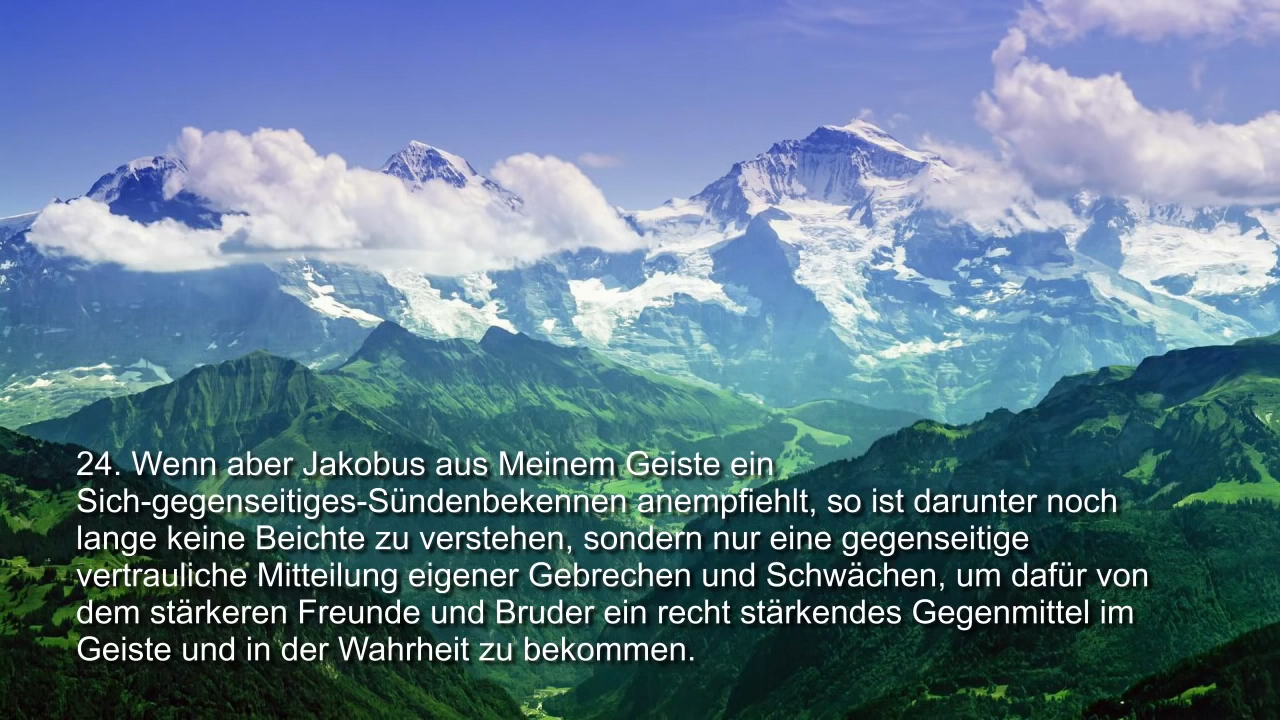 24. Wenn aber Jakobus aus Meinem Geiste ein
Sich-gegenseitiges-Sündenbekennen anempfiehlt, so ist darunter noch
lange keine Beichte zu verstehen, sondern nur eine gegenseitige
vertrauliche Mitteilung eigener Gebrechen und Schwächen, um dafür von
dem stärkeren Freunde und Bruder ein recht stärkendes Gegenmittel im
Geiste und in der Wahrheit zu bekommen.